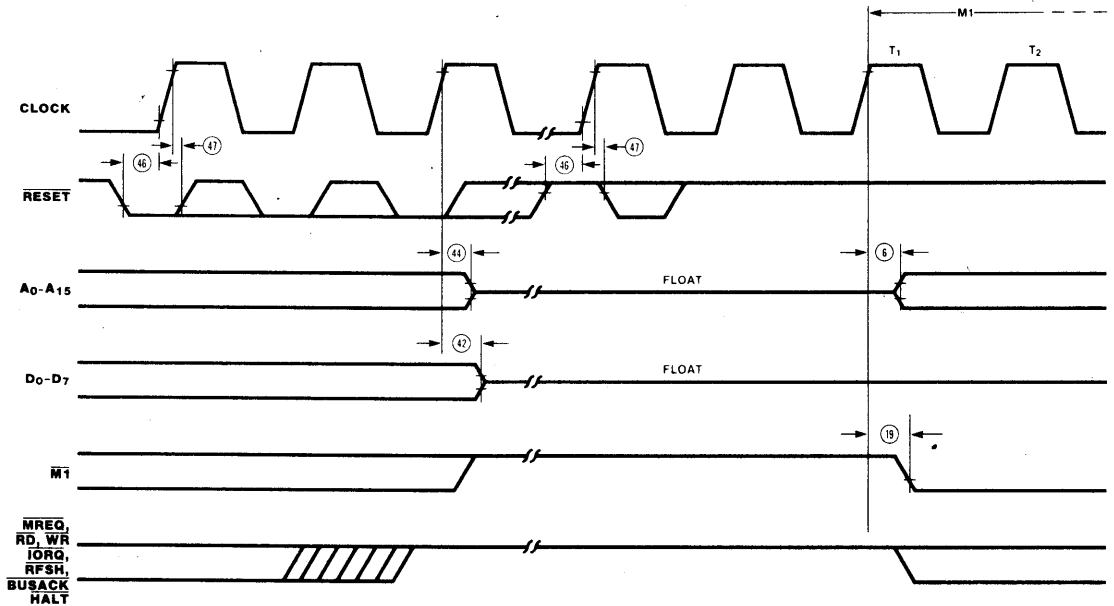 M1
T1 T2
CLOCK
47 47
46 46
RESET
44 6
A0-A15 FLOAT
42
D0-D7 FLOAT
19
M1
MREQ,
RD, WR
IORQ,
RFSH,
BUSACK
HALT